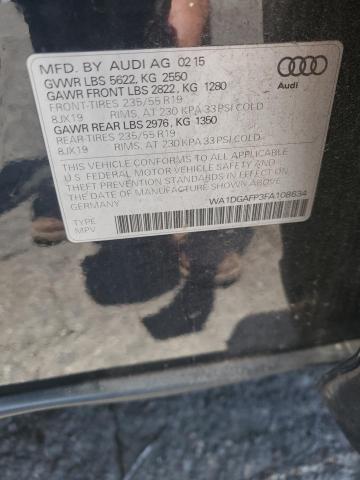 MFD. BY AUDI AG 02 15
GVWR LBS 5622, KG 2550
GAWR FRONT LBS 2822, KG 1280
FRONT-TIRES 235/55 R19
8JX19 RIMS, AT 230 KPA 33 PSI COLD
GAWR REAR LBS 2976, KG 1350
REAR-TIRES 235/55 R19
8JX19 RIMS, AT 230 KPA 33 PSI COLD
THIS VEHICLE CONFORMS TO ALL APPLICABLE
U.S. FEDERAL MOTOR VEHICLE SAFETY AND
THEFT PREVENTION STANDARDS IN EFFECT ON
THE DATE OF MANUFACTURE SHOWN ABOVE
WA1DGAFP3FA108634
TYPE:
MPV
Audi